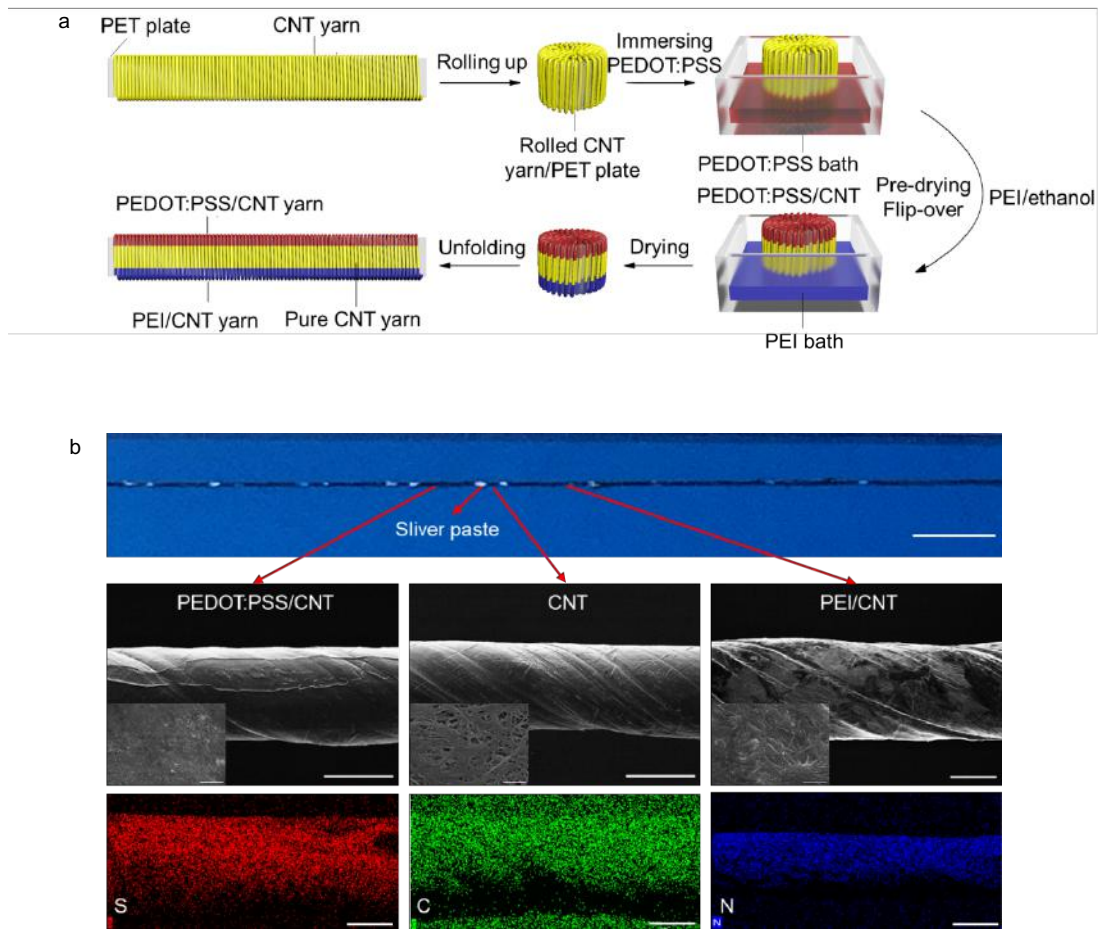 a
PET plate
CNT yarn
Rolling up
Immersing
PEDOT:PSS
Rolled CNT
yarn/PET plate
PEDOT:PSS bath
PEDOT:PSS/CNT
Pre-drying
Flip-over
PEI/ethanol
PEDOT:PSS/CNT yarn
Unfolding
Drying
PEI/CNT yarn
Pure CNT yarn
PEI bath
b
Sliver paste
PEDOT:PSS/CNT
CNT
PEI/CNT
S
C
N
N